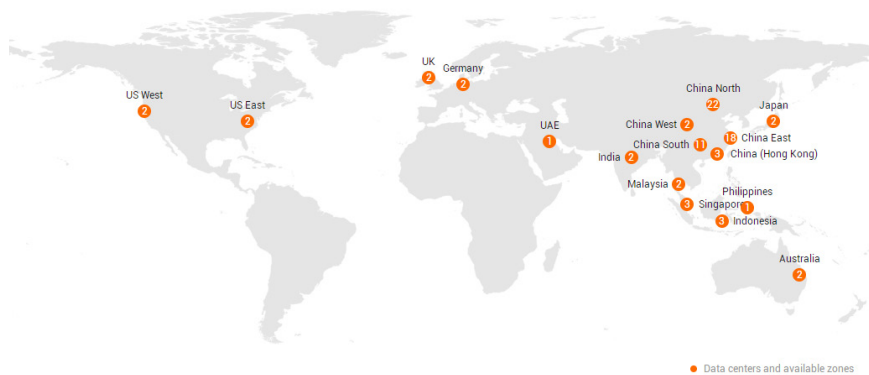 UK
2
Germany
2
US West
2
US East
2
China North
22
Japan
2
UAE
1
China West 2
18 China East
China South 11
3 China (Hong Kong)
India 2
Malaysia 2
Philippines
1
3 Singapore
3 Indonesia
Australia
2
Data centers and available zones